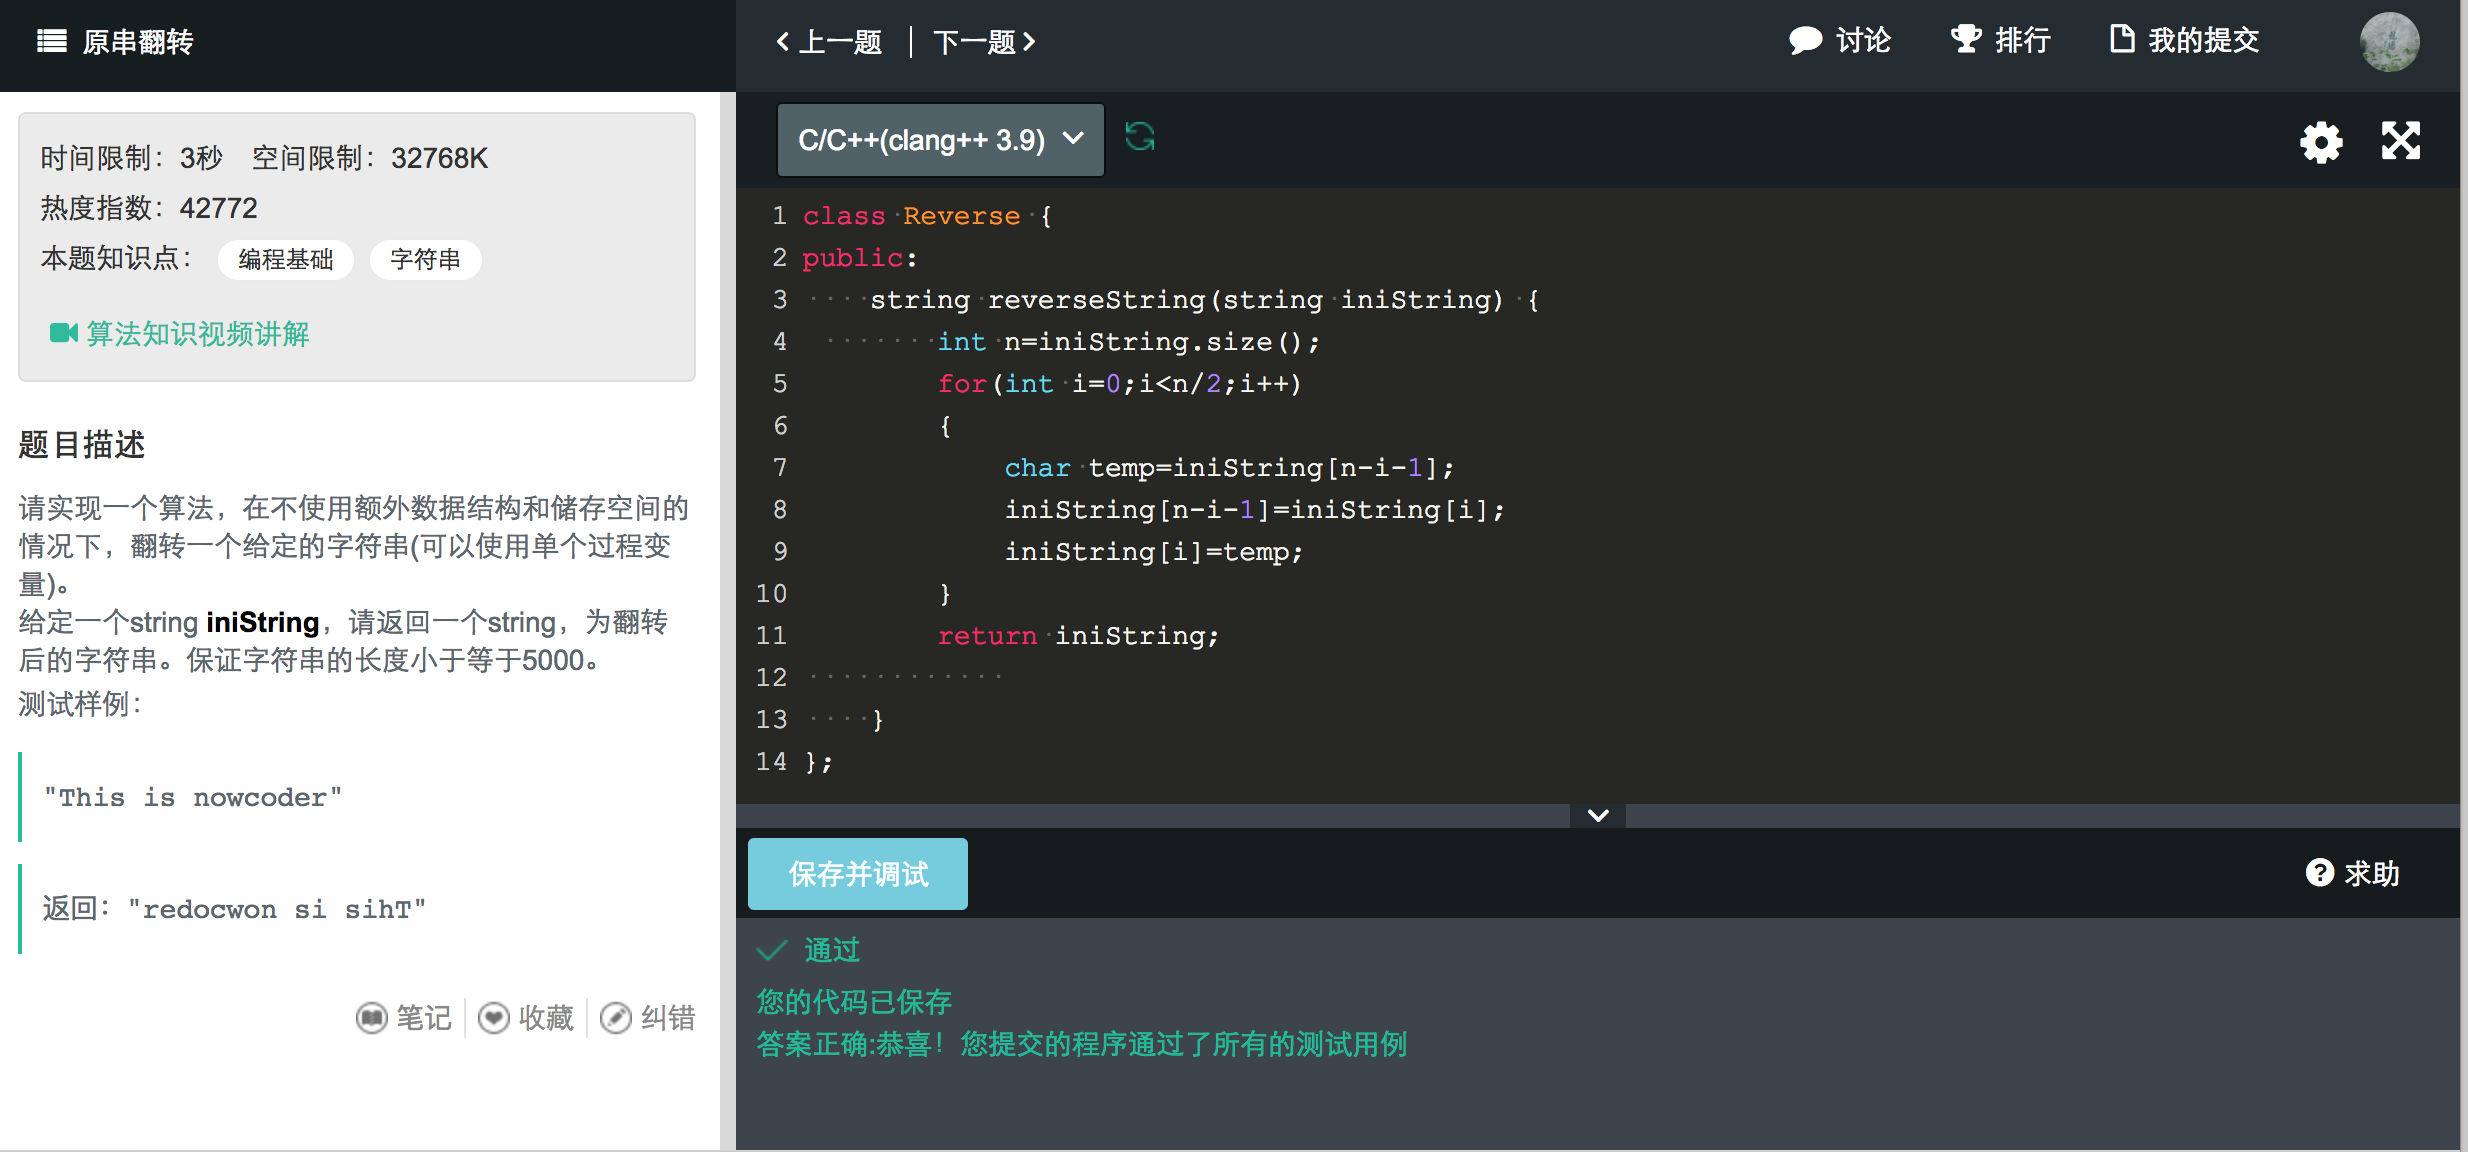 原串翻转
上一题 | 下一题
讨论 排行 我的提交
时间限制：3秒 空间限制：32768K
热度指数：42772
本题知识点： 编程基础 字符串
算法知识视频讲解
题目描述
请实现一个算法，在不使用额外数据结构和储存空间的
情况下，翻转一个给定的字符串(可以使用单个过程变
量)。
给定一个string iniString，请返回一个string，为翻转
后的字符串。保证字符串的长度小于等于5000。
测试样例：
"This is nowcoder"
返回："redocwon si sihT"
笔记 收藏 纠错
C/C++(clang++ 3.9)
1 class Reverse {
2 public:
3     string reverseString(string iniString) {
4         int n=iniString.size();
5         for(int i=0;i<n/2;i++)
6         {
7             char temp=iniString[n-i-1];
8             iniString[n-i-1]=iniString[i];
9             iniString[i]=temp;
10         }
11         return iniString;
12
13     }
14 };
保存并调试
求助
通过
您的代码已保存
答案正确:恭喜！您提交的程序通过了所有的测试用例